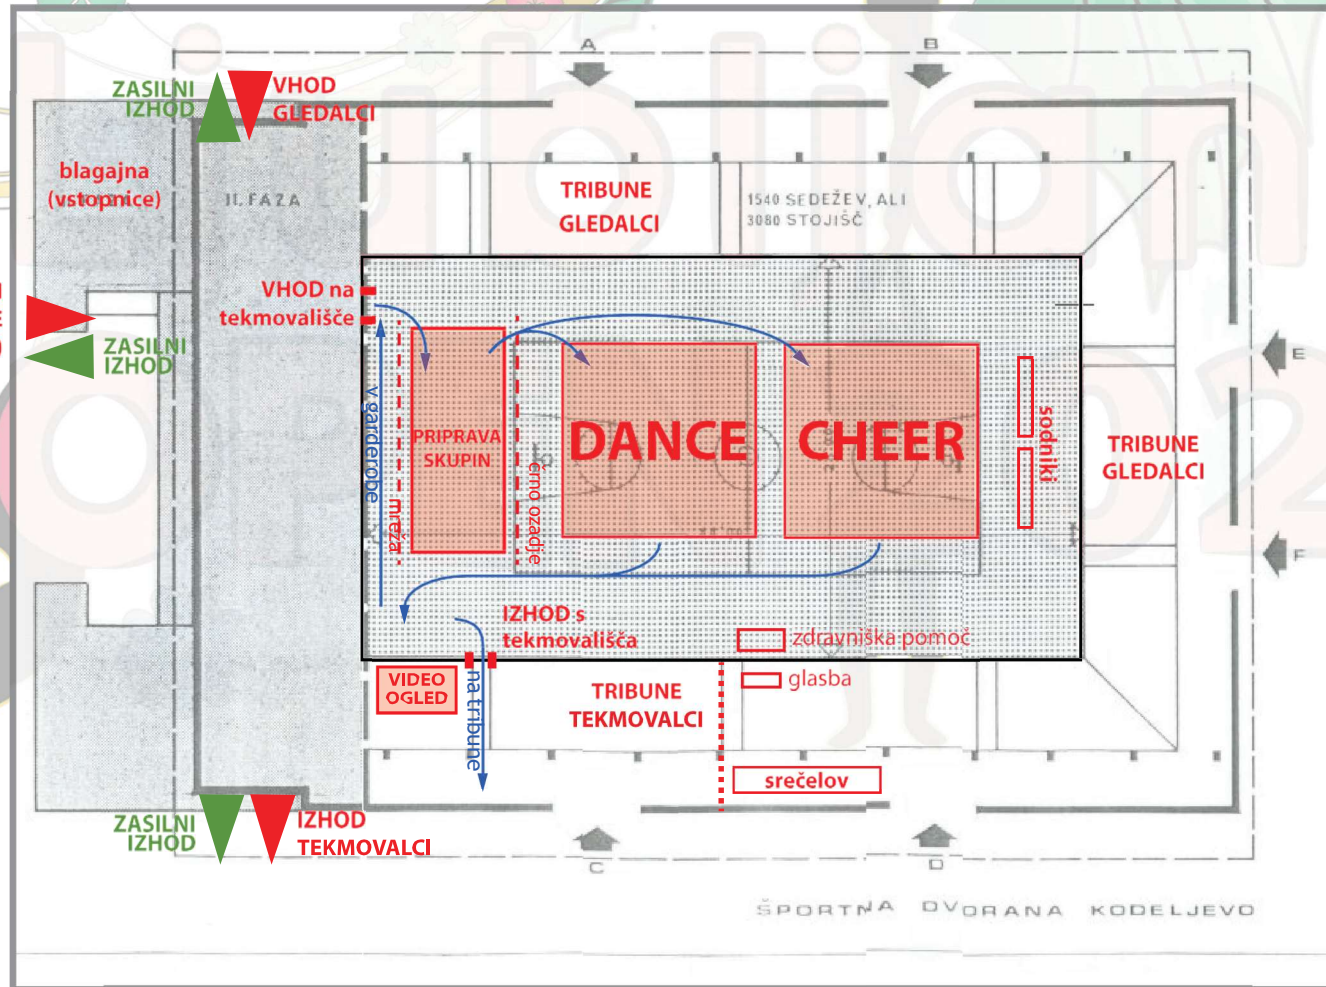 A
B
ZASILNI
IZHOD
VHOD
GLEDALCI
blagajna
(vstopnice)
II. FAZA
TRIBUNE
GLEDALCI
1540 SEDEŽEV, ALI
3080 STOJIŠČ
VHOD na
tekmovališče
ZASILNI
IZHOD
E
v garderobe
mreža
PRIPRAVA
SKUPIN
črno ozadje
DANCE
CHEER
sodniki
TRIBUNE
GLEDALCI
F
IZHOD s
tekmovališča
zdravniška pomoč
glasba
VIDEO
OGLED
na tribune
TRIBUNE
TEKMOVALCI
srečelov
ZASILNI
IZHOD
IZHOD
TEKMOVALCI
C
D
ŠPORTNA DVORANA KODELJEVO